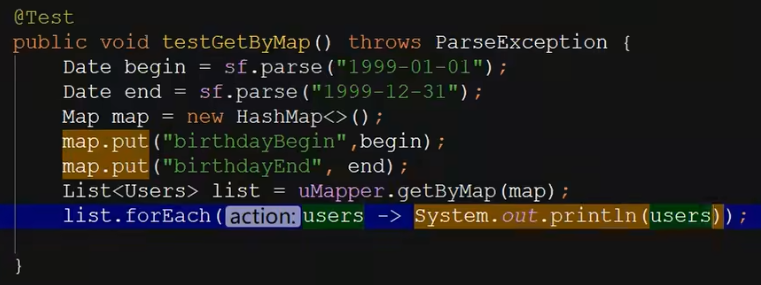 @Test
public void testGetByMap() throws ParseException {
    Date begin = sf.parse("1999-01-01");
    Date end = sf.parse("1999-12-31");
    Map map = new HashMap<>();
    map.put("birthdayBegin",begin);
    map.put("birthdayEnd", end);
    List<Users> list = uMapper.getByMap(map);
    list.forEach( action: users -> System.out.println(users));
}